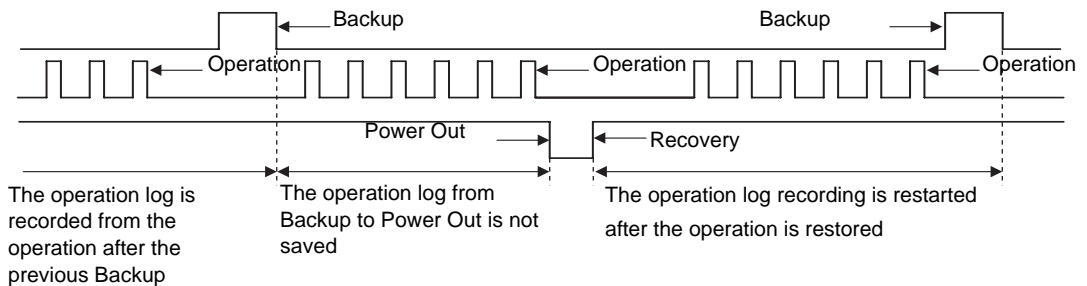 Backup
Backup
Operation
Operation
Operation
Power Out
Recovery
The operation log is
recorded from the
operation after the
previous Backup
The operation log from
Backup to Power Out is not
saved
The operation log recording is restarted
after the operation is restored